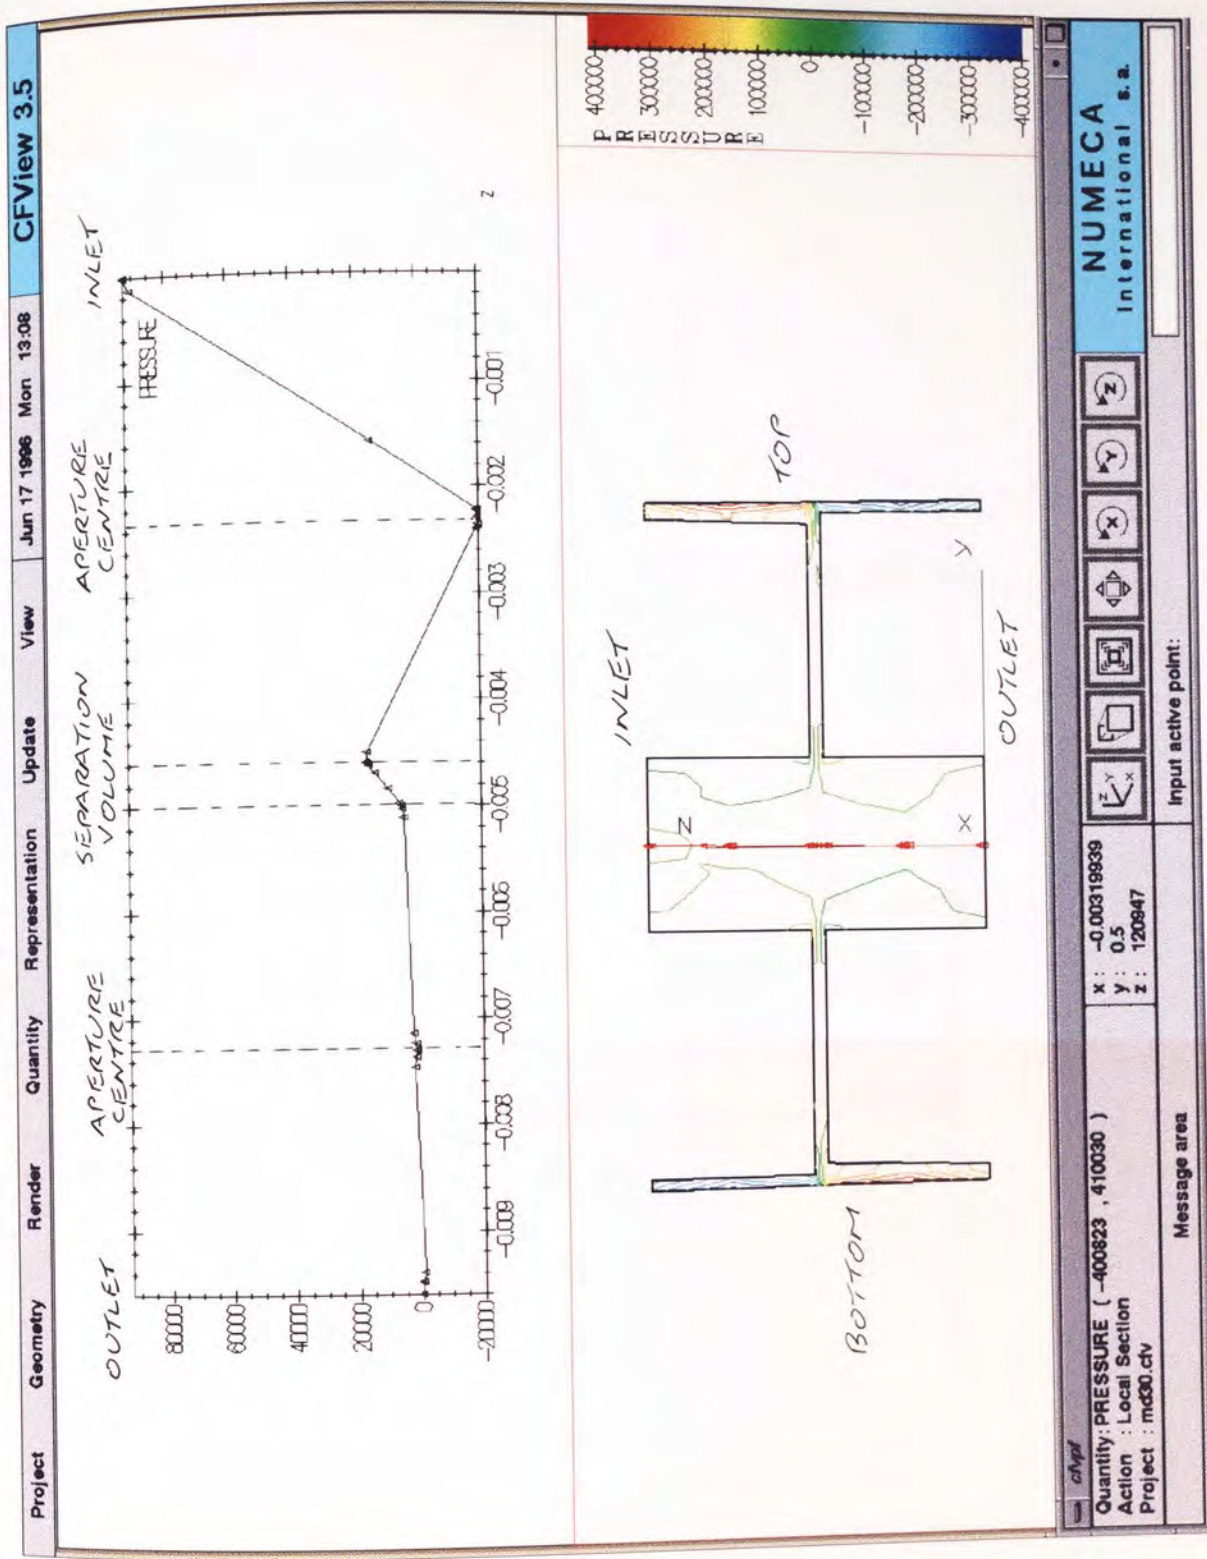 Project Geometry Render Quantity Representation Update View Jun 17 1996 Mon 13:08 CFView 3.5
OUTLET
APERTURE
CENTRE
SEPARATION
VOLUME
APERTURE
CENTRE
INLET
PRESSURE
80000
60000
40000
20000
0
-20000
-0.009
-0.008
-0.007
-0.006
-0.005
-0.004
-0.003
-0.002
-0.001
Z
INLET
TOP
Z
X
Y
BOTTOM
OUTLET
PRESSURE
400000
300000
200000
100000
0
-100000
-200000
-300000
-400000
cfvpf
Quantity: PRESSURE ( -400823 , 410030 )
Action : Local Section
Project : md30.cfv
x : -0.00319939
y : 0.5
z : 120947
Z Y X
X
Y
Z
NUMECA
International s.a.
Message area
Input active point: